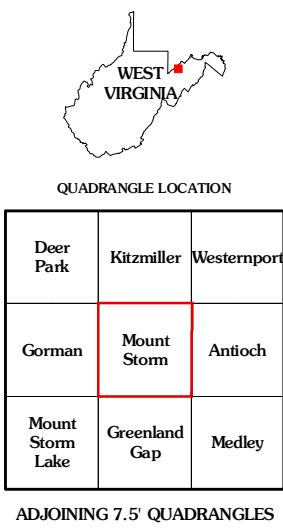 WEST
VIRGINIA
QUADRANGLE LOCATION
Deer
Park
Kitzmiller
Westernport
Gorman
Mount
Storm
Antioch
Mount
Storm
Lake
Greenland
Gap
Medley
ADJOINING 7.5' QUADRANGLES